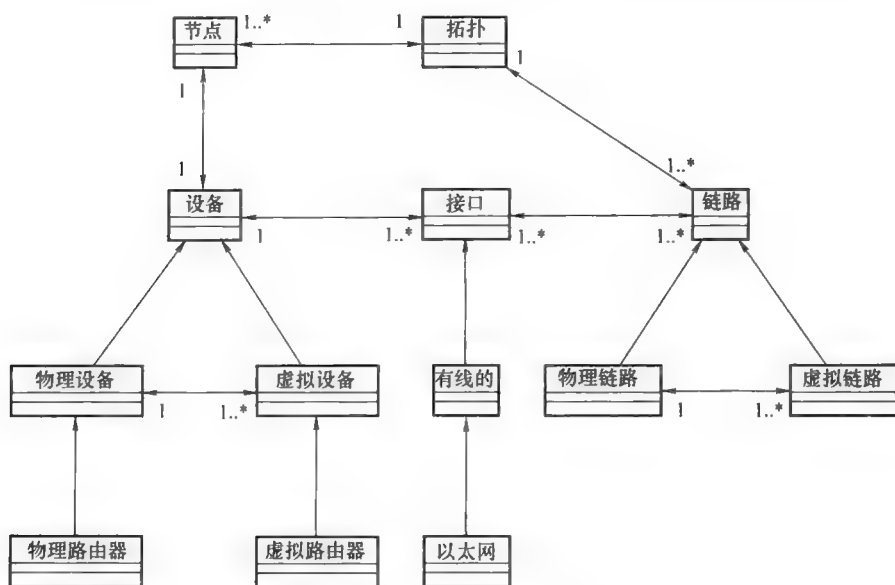 节点
1..*
1
拓扑
1
1
1
1..*
设备
接口
链路
1
1..*
1..*
1..*
物理设备
虚拟设备
有线的
物理链路
虚拟链路
1
1..*
1
1..*
物理路由器
虚拟路由器
以太网